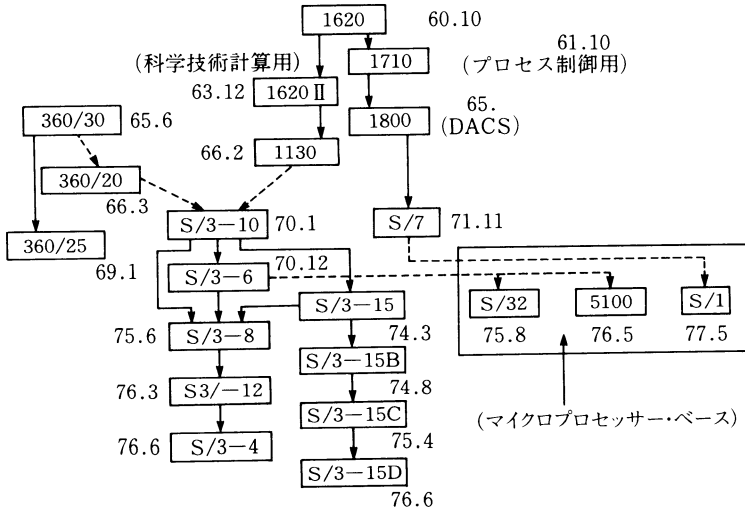 1620
60.10
(科学技術計算用)
1710
61.10
(プロセス制御用)
63.12
1620 II
1800
65.
(DACS)
360/30
65.6
66.2
1130
360/20
66.3
S/3-10
70.1
S/7
71.11
360/25
69.1
S/3-6
70.12
S/3-15
74.3
S/32
5100
S/1
75.8
76.5
77.5
75.6
S/3-8
S/3-15B
74.8
76.3
S3/-12
S/3-15C
75.4
(マイクロプロセッサー・ベース)
76.6
S/3-4
S/3-15D
76.6